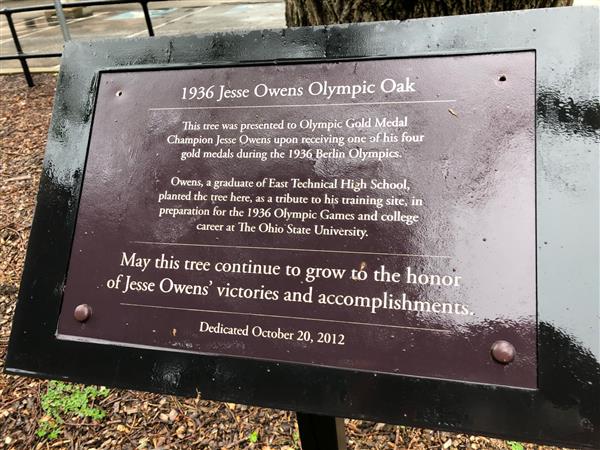 1936 Jesse Owens Olympic Oak
This tree was presented to Olympic Gold Medal
Champion Jesse Owens upon receiving one of his four
gold medals during the 1936 Berlin Olympics.
Owens, a graduate of East Technical High School,
planted the tree here, as a tribute to his training site, in
preparation for the 1936 Olympic Games and college
career at The Ohio State University.
May this tree continue to grow to the honor
of Jesse Owens' victories and accomplishments.
Dedicated October 20, 2012